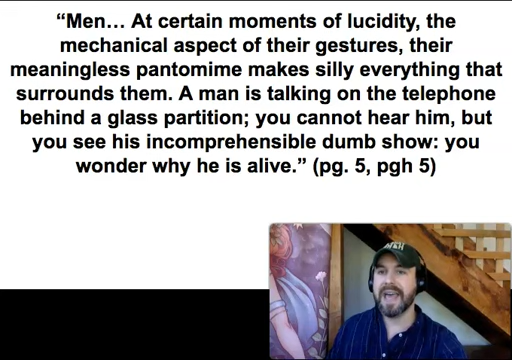 “Men… At certain moments of lucidity, the
mechanical aspect of their gestures, their
meaningless pantomime makes silly everything that
surrounds them. A man is talking on the telephone
behind a glass partition; you cannot hear him, but
you see his incomprehensible dumb show: you
wonder why he is alive.” (pg. 5, pgh 5)